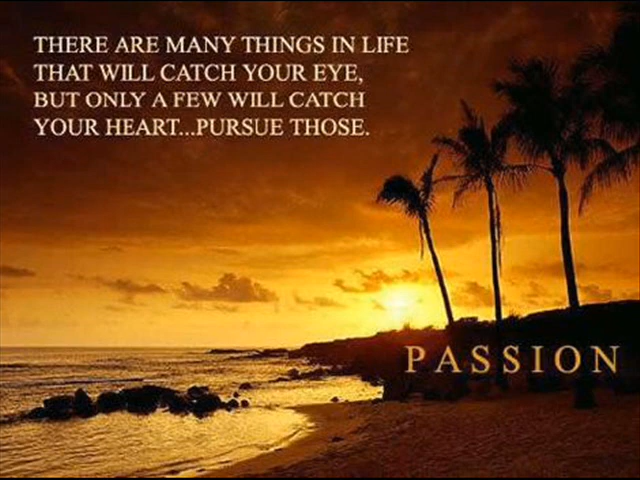 THERE ARE MANY THINGS IN LIFE
THAT WILL CATCH YOUR EYE,
BUT ONLY A FEW WILL CATCH
YOUR HEART...PURSUE THOSE.
PASSION